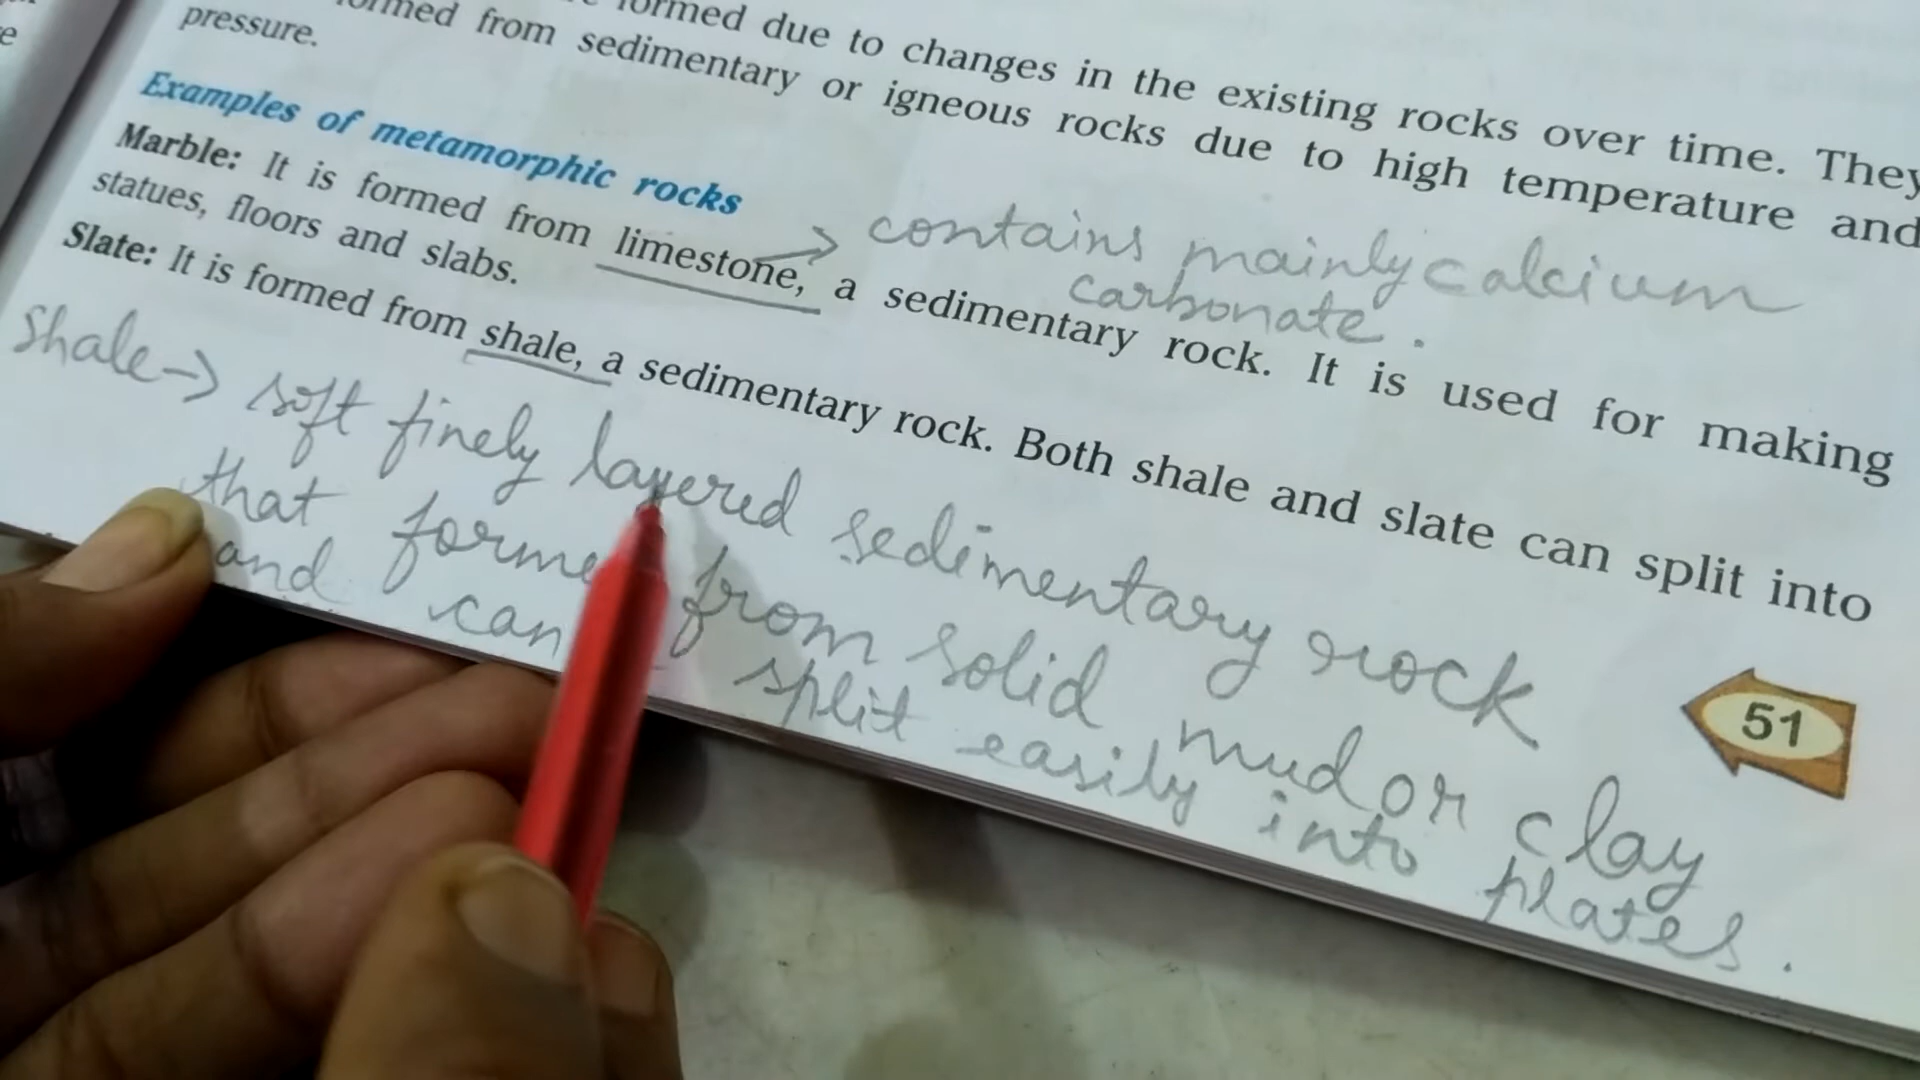 formed due to changes in the existing rocks over time. They
formed from sedimentary or igneous rocks due to high temperature and
pressure.
Examples of metamorphic rocks
Marble: It is formed from limestone, a sedimentary rock. It is used for making
→ contains mainly calcium
carbonate.
statues, floors and slabs.
Slate: It is formed from shale, a sedimentary rock. Both shale and slate can split into
Shale → soft finely layered sedimentary rock
that forme from solid mud or clay
and can split easily into plates.
51